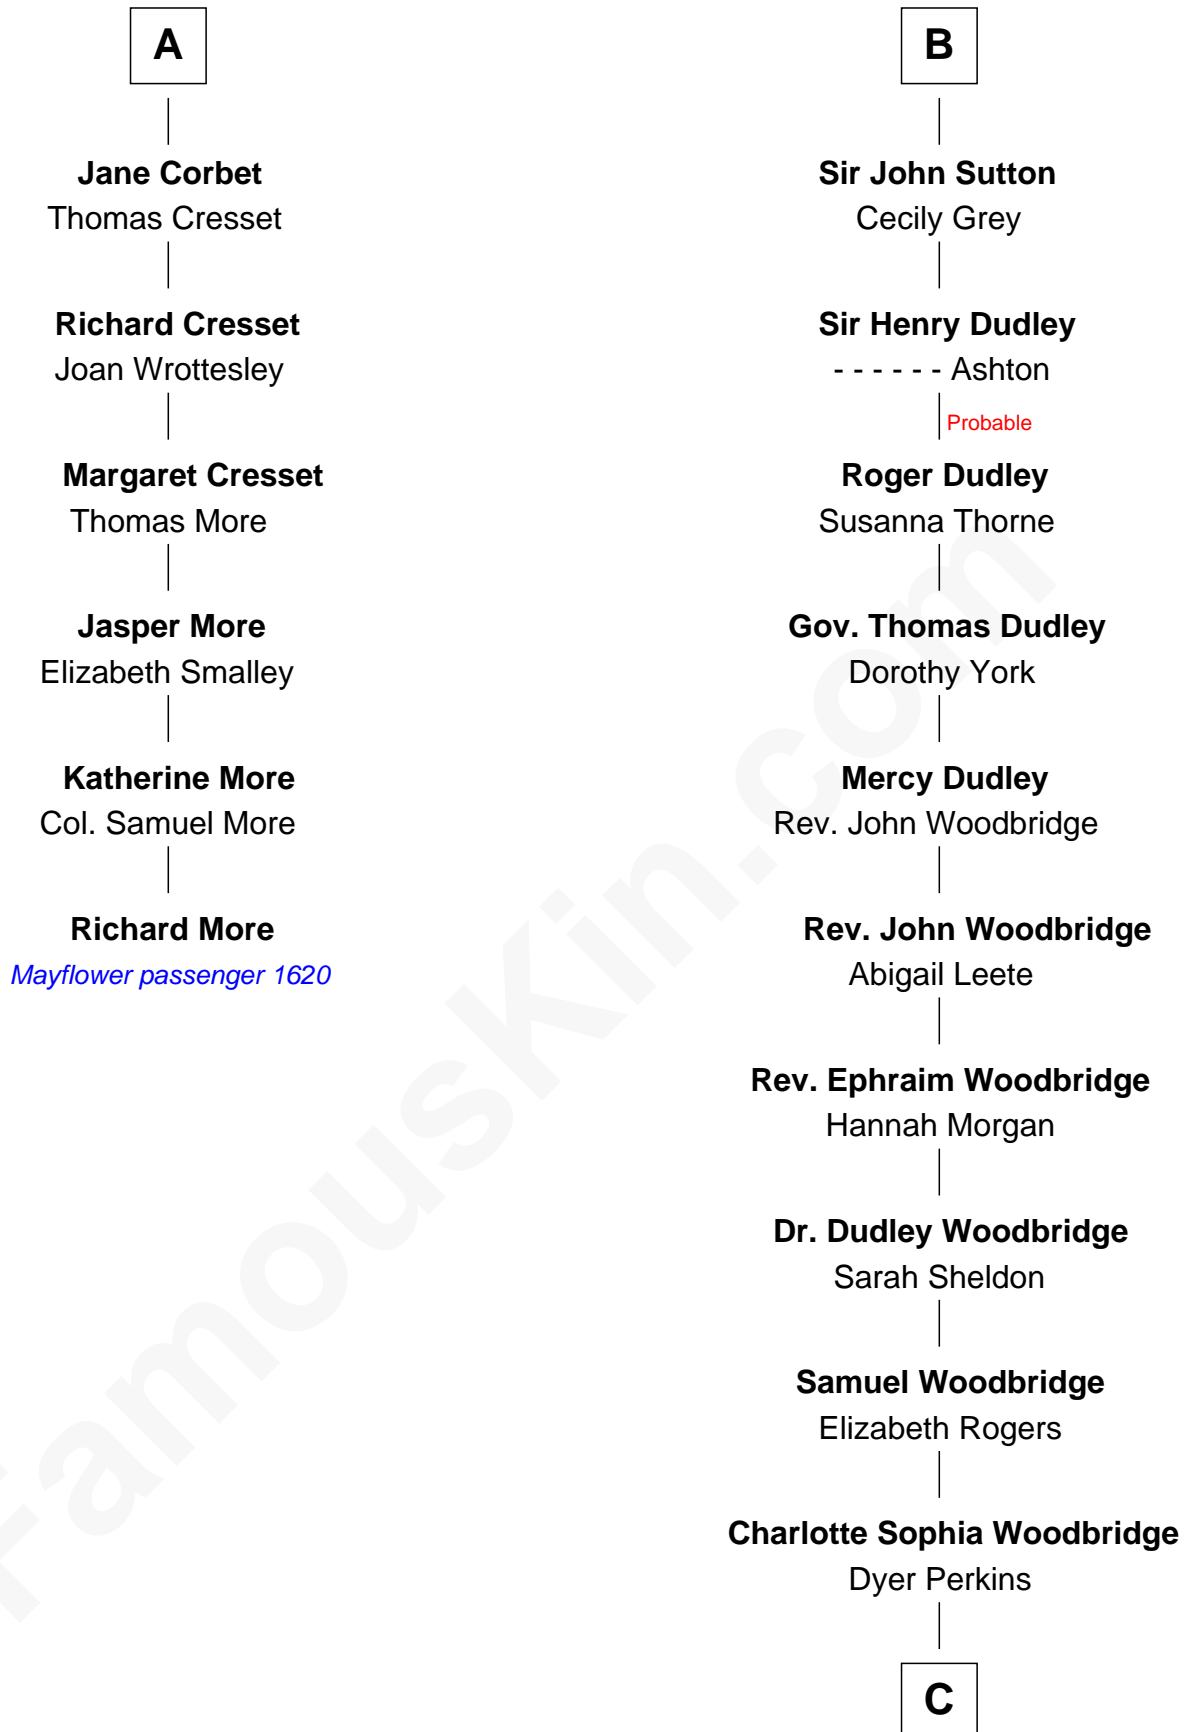 A
Jane Corbet
Thomas Cresset
Richard Cresset
Joan Wrottesley
Margaret Cresset
Thomas More
Jasper More
Elizabeth Smalley
Katherine More
Col. Samuel More
Richard More
Mayflower passenger 1620
B
Sir John Sutton
Cecily Grey
Sir Henry Dudley
- - - - - - Ashton
Probable
Roger Dudley
Susanna Thorne
Gov. Thomas Dudley
Dorothy York
Mercy Dudley
Rev. John Woodbridge
Rev. John Woodbridge
Abigail Leete
Rev. Ephraim Woodbridge
Hannah Morgan
Dr. Dudley Woodbridge
Sarah Sheldon
Samuel Woodbridge
Elizabeth Rogers
Charlotte Sophia Woodbridge
Dyer Perkins
C
FamousKin.com